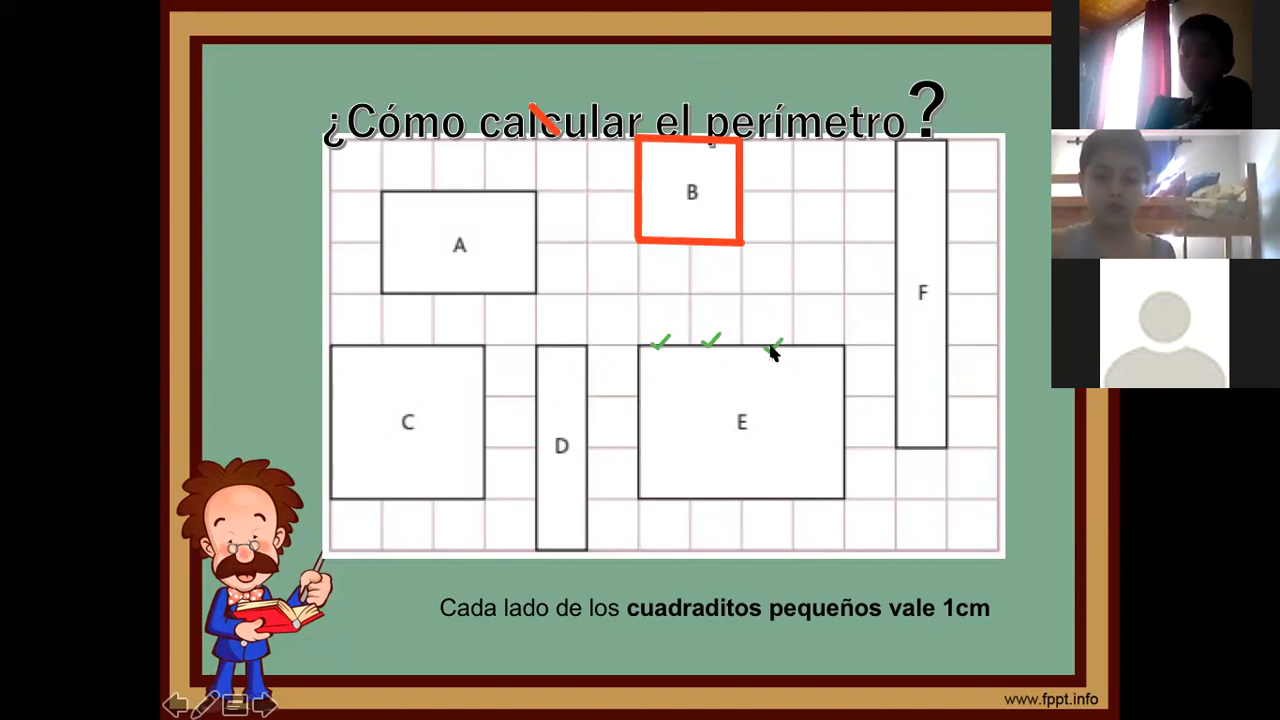 ¿Cómo calcular el perímetro?
B
A
F
C
D
E
Cada lado de los cuadraditos pequeños vale 1cm
www.fppt.info